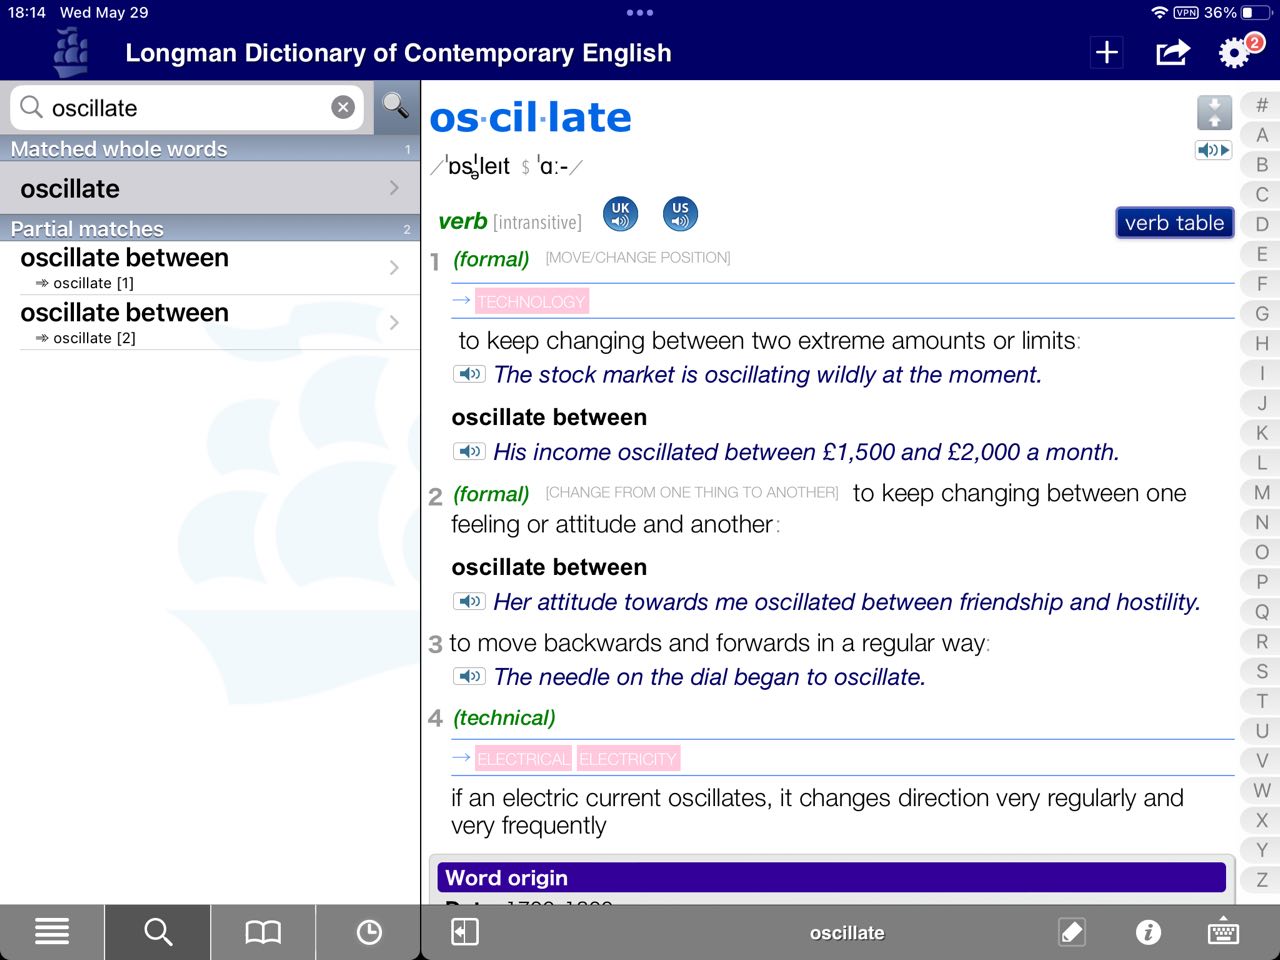 18:14 Wed May 29
VPN 36%
Longman Dictionary of Contemporary English
2
oscillate
Matched whole words 1
oscillate
Partial matches 2
oscillate between
⇒ oscillate [1]
oscillate between
⇒ oscillate [2]
os·cil·late
/ˈɒsəˌleɪt $ ˈɑː-/
verb [intransitive] UK US
verb table
1 (formal) [MOVE/CHANGE POSITION]
→ TECHNOLOGY
to keep changing between two extreme amounts or limits:
The stock market is oscillating wildly at the moment.
oscillate between
His income oscillated between £1,500 and £2,000 a month.
2 (formal) [CHANGE FROM ONE THING TO ANOTHER] to keep changing between one
feeling or attitude and another:
oscillate between
Her attitude towards me oscillated between friendship and hostility.
3 to move backwards and forwards in a regular way:
The needle on the dial began to oscillate.
4 (technical)
→ ELECTRICAL ELECTRICITY
if an electric current oscillates, it changes direction very regularly and
very frequently
Word origin
oscillate
#
A
B
C
D
E
F
G
H
I
J
K
L
M
N
O
P
Q
R
S
T
U
V
W
X
Y
Z